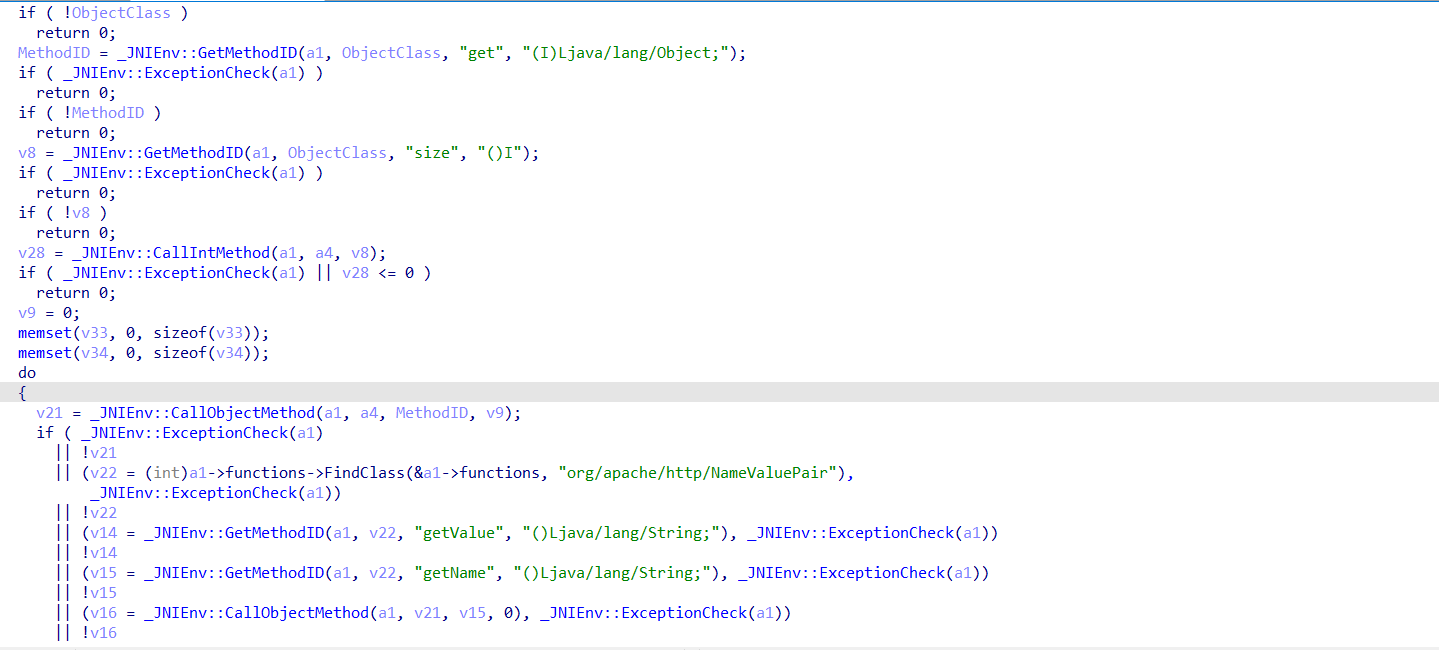 if ( !ObjectClass )
return 0;
MethodID = _JNIEnv::GetMethodID(a1, ObjectClass, "get", "(I)Ljava/lang/Object;");
if ( _JNIEnv::ExceptionCheck(a1) )
return 0;
if ( !MethodID )
return 0;
v8 = _JNIEnv::GetMethodID(a1, ObjectClass, "size", "()I");
if ( _JNIEnv::ExceptionCheck(a1) )
return 0;
if ( !v8 )
return 0;
v28 = _JNIEnv::CallIntMethod(a1, a4, v8);
if ( _JNIEnv::ExceptionCheck(a1) || v28 <= 0 )
return 0;
v9 = 0;
memset(v33, 0, sizeof(v33));
memset(v34, 0, sizeof(v34));
do
{
v21 = _JNIEnv::CallObjectMethod(a1, a4, MethodID, v9);
if ( _JNIEnv::ExceptionCheck(a1)
|| !v21
|| (v22 = (int)a1->functions->FindClass(&a1->functions, "org/apache/http/NameValuePair"),
_JNIEnv::ExceptionCheck(a1))
|| !v22
|| (v14 = _JNIEnv::GetMethodID(a1, v22, "getValue", "()Ljava/lang/String;"), _JNIEnv::ExceptionCheck(a1))
|| !v14
|| (v15 = _JNIEnv::GetMethodID(a1, v22, "getName", "()Ljava/lang/String;"), _JNIEnv::ExceptionCheck(a1))
|| !v15
|| (v16 = _JNIEnv::CallObjectMethod(a1, v21, v15, 0), _JNIEnv::ExceptionCheck(a1))
|| !v16